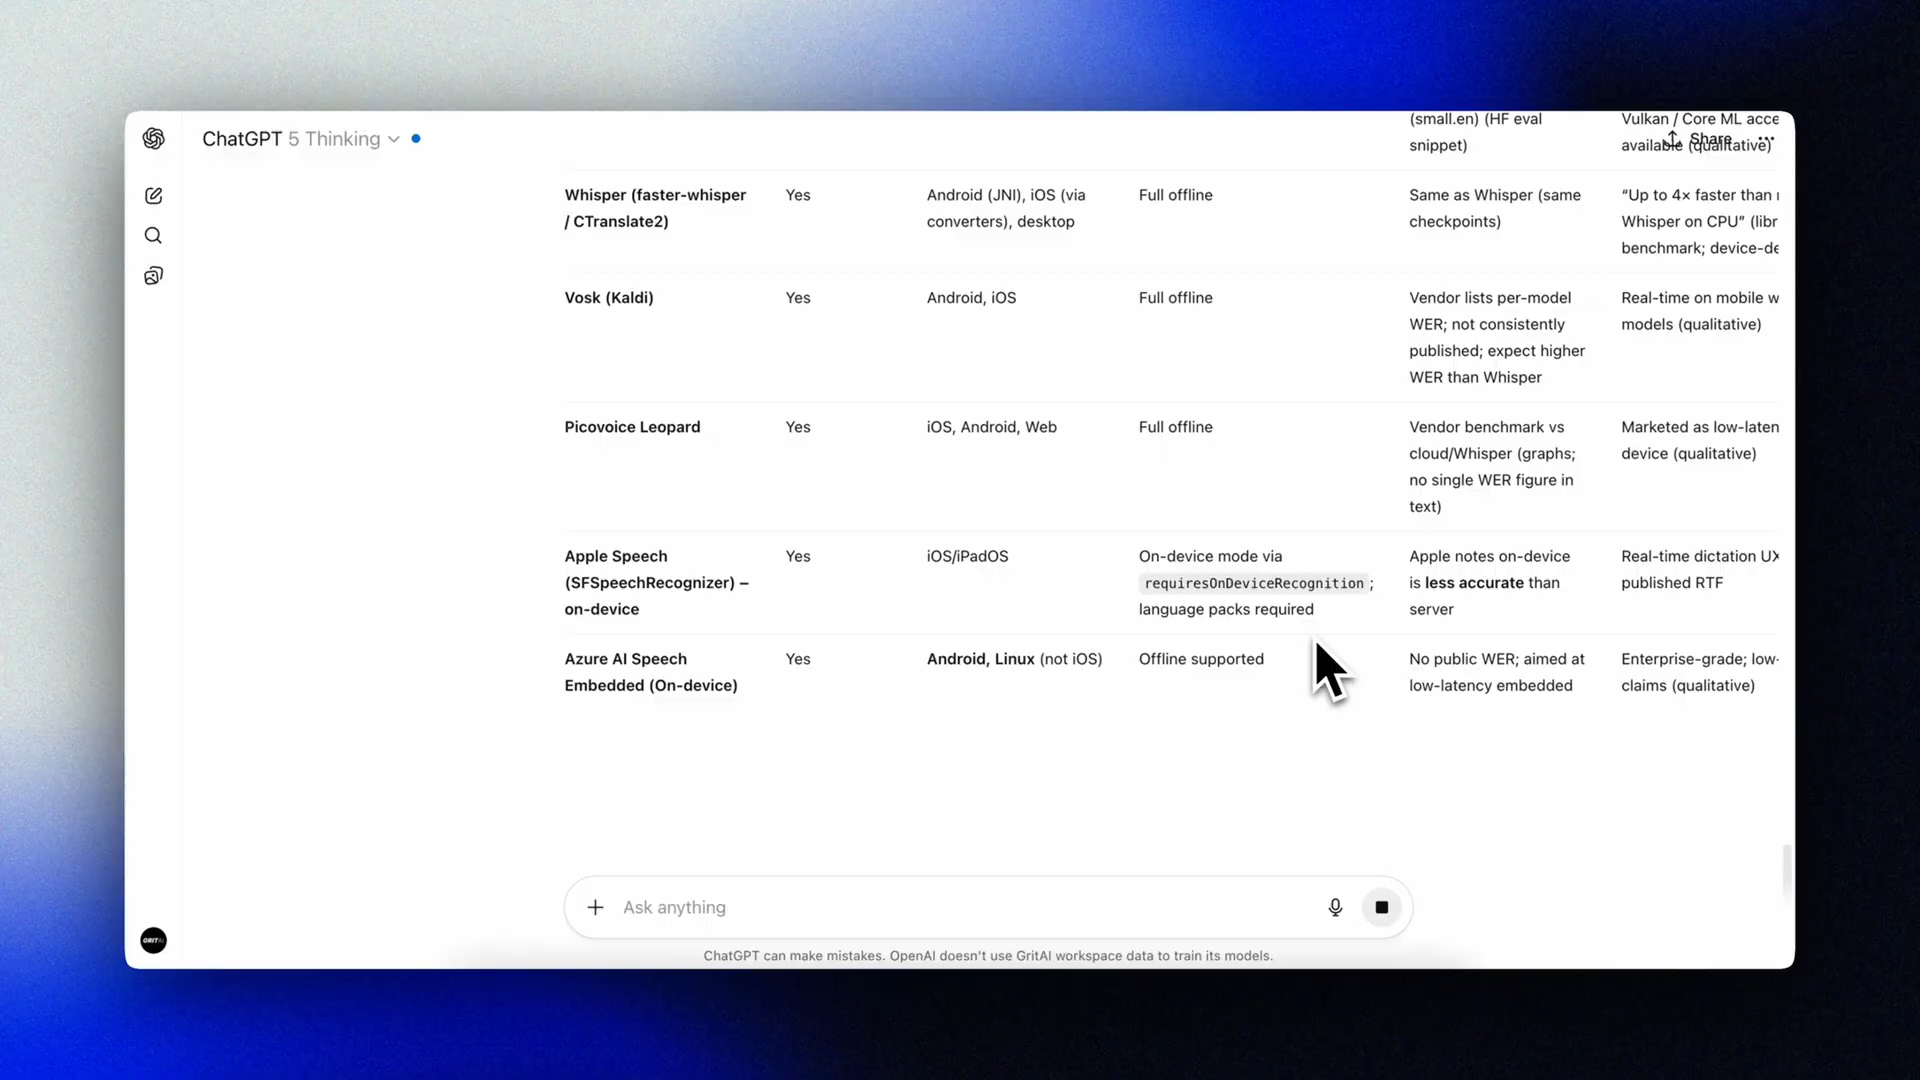 ChatGPT 5 Thinking
Share
(small.en) (HF eval
snippet)
Vulkan / Core ML acce
available (qualitative)
Whisper (faster-whisper
/ CTranslate2)
Yes
Android (JNI), iOS (via
converters), desktop
Full offline
Same as Whisper (same
checkpoints)
“Up to 4× faster than
Whisper on CPU” (libr
benchmark; device-de
Vosk (Kaldi)
Yes
Android, iOS
Full offline
Vendor lists per-model
WER; not consistently
published; expect higher
WER than Whisper
Real-time on mobile w
models (qualitative)
Picovoice Leopard
Yes
iOS, Android, Web
Full offline
Vendor benchmark vs
cloud/Whisper (graphs;
no single WER figure in
text)
Marketed as low-laten
device (qualitative)
Apple Speech
(SFSpeechRecognizer) –
on-device
Yes
iOS/iPadOS
On-device mode via
requiresOnDeviceRecognition ;
language packs required
Apple notes on-device
is less accurate than
server
Real-time dictation UX
published RTF
Azure AI Speech
Embedded (On-device)
Yes
Android, Linux (not iOS)
Offline supported
No public WER; aimed at
low-latency embedded
Enterprise-grade; low-
claims (qualitative)
Ask anything
GRITAI
ChatGPT can make mistakes. OpenAI doesn't use GritAI workspace data to train its models.